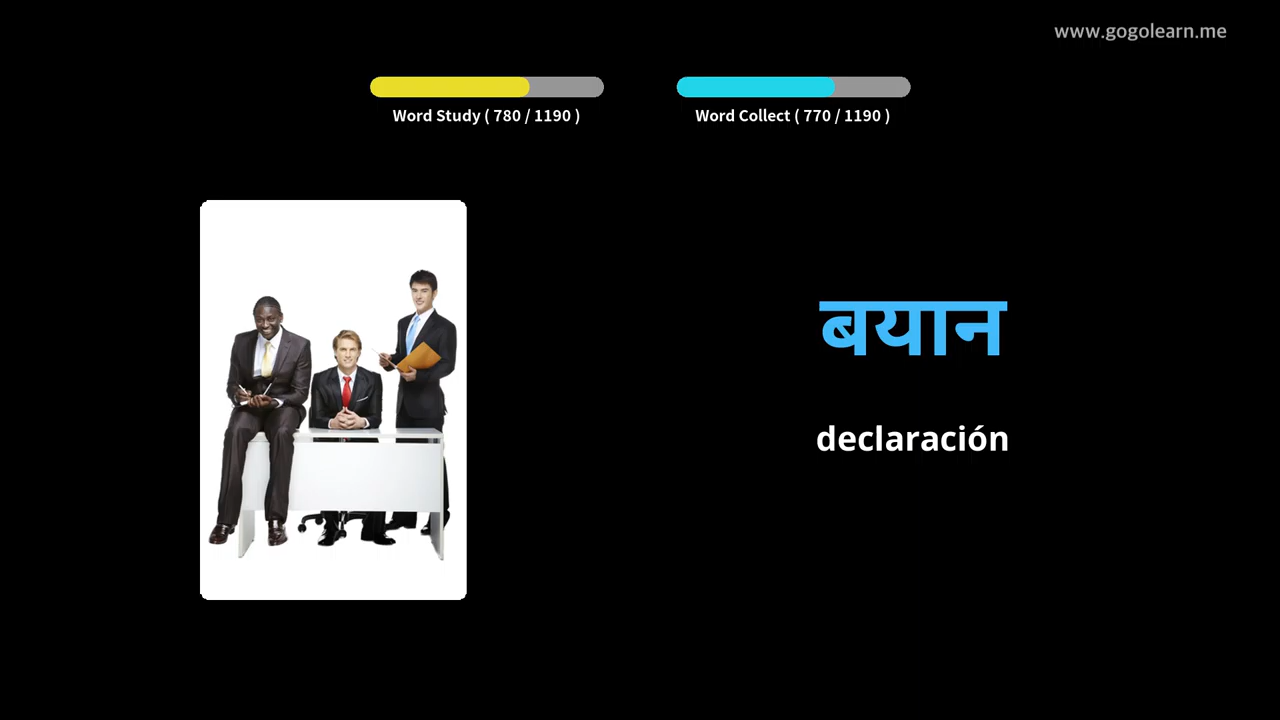 www.gogolearn.me
Word Study ( 780 / 1190 )
Word Collect ( 770 / 1190 )
बयान
declaración